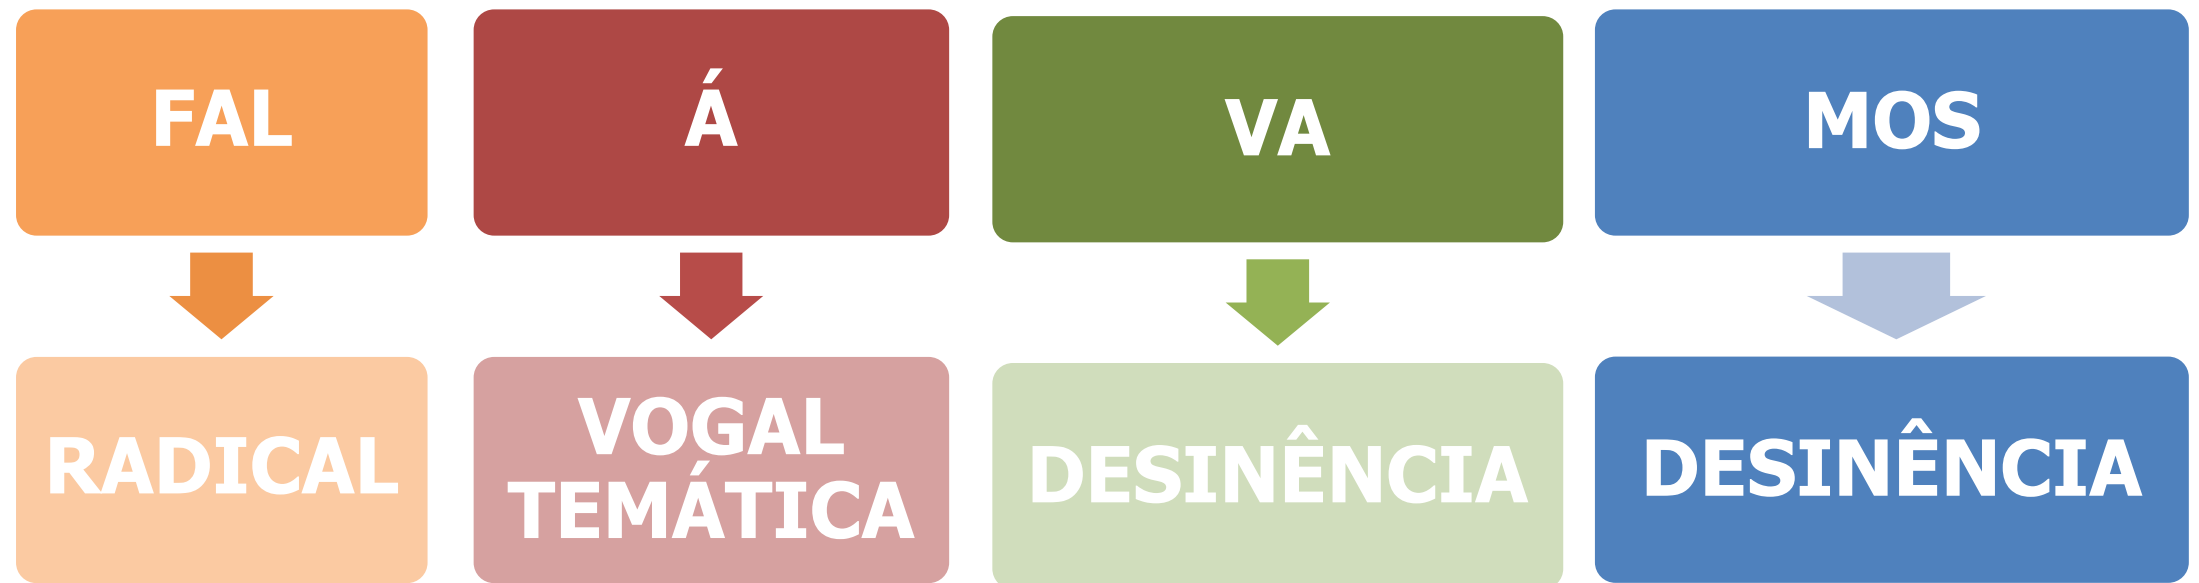 FAL
Á
VA
MOS
RADICAL
VOGAL
TEMÁTICA
DESINÊNCIA
DESINÊNCIA